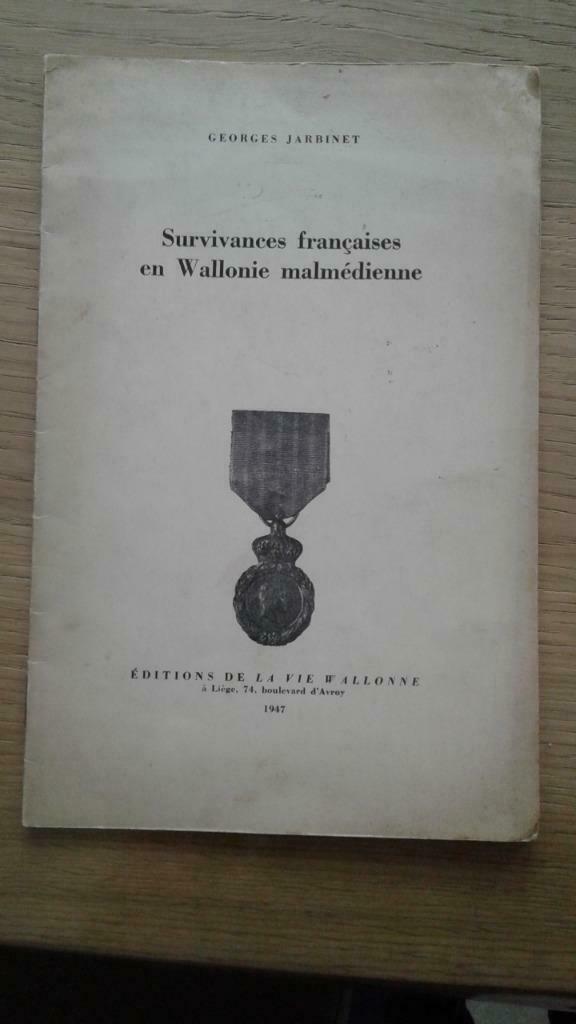 GEORGES JARBINET
Survivances françaises
en Wallonie malmédienne
ÉDITIONS DE LA VIE WALLONNE
à Liège, 74, boulevard d'Avroy
1947